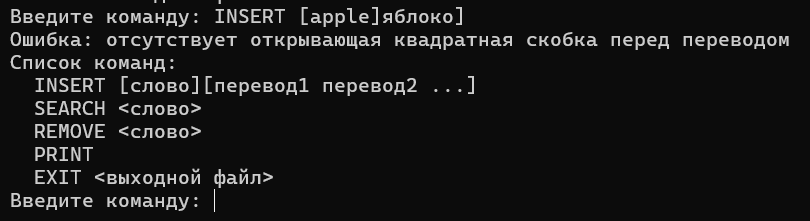 Введите команду: INSERT [apple]яблоко]
Ошибка: отсутствует открывающая квадратная скобка перед переводом
Список команд:
  INSERT [слово][перевод1 перевод2 ...]
  SEARCH <слово>
  REMOVE <слово>
  PRINT
  EXIT <выходной файл>
Введите команду: